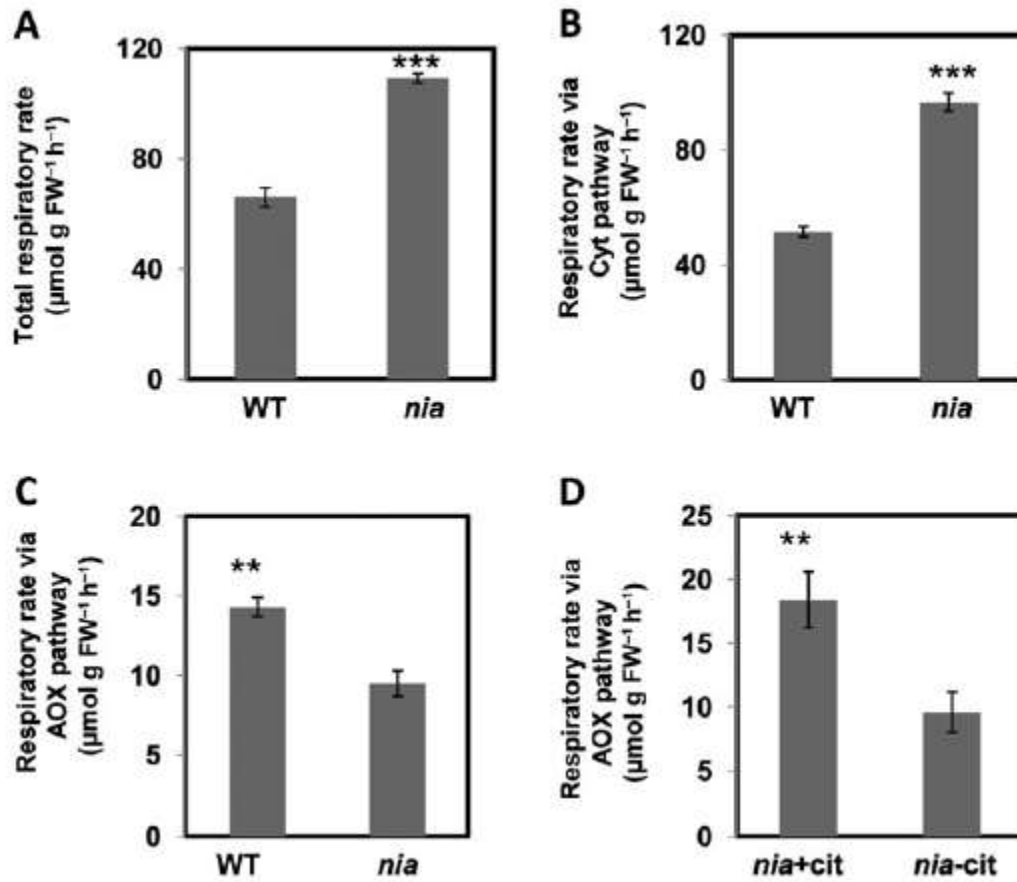 A
Total respiratory rate
(µmol g FW⁻¹ h⁻¹)
120
80
40
0
***
WT
nia
B
Respiratory rate via
Cyt pathway
(µmol g FW⁻¹ h⁻¹)
120
80
40
0
***
WT
nia
C
Respiratory rate via
AOX pathway
(µmol g FW⁻¹ h⁻¹)
20
15
10
5
0
**
WT
nia
D
Respiratory rate via
AOX pathway
(µmol g FW⁻¹ h⁻¹)
25
20
15
10
5
0
**
nia+cit
nia-cit